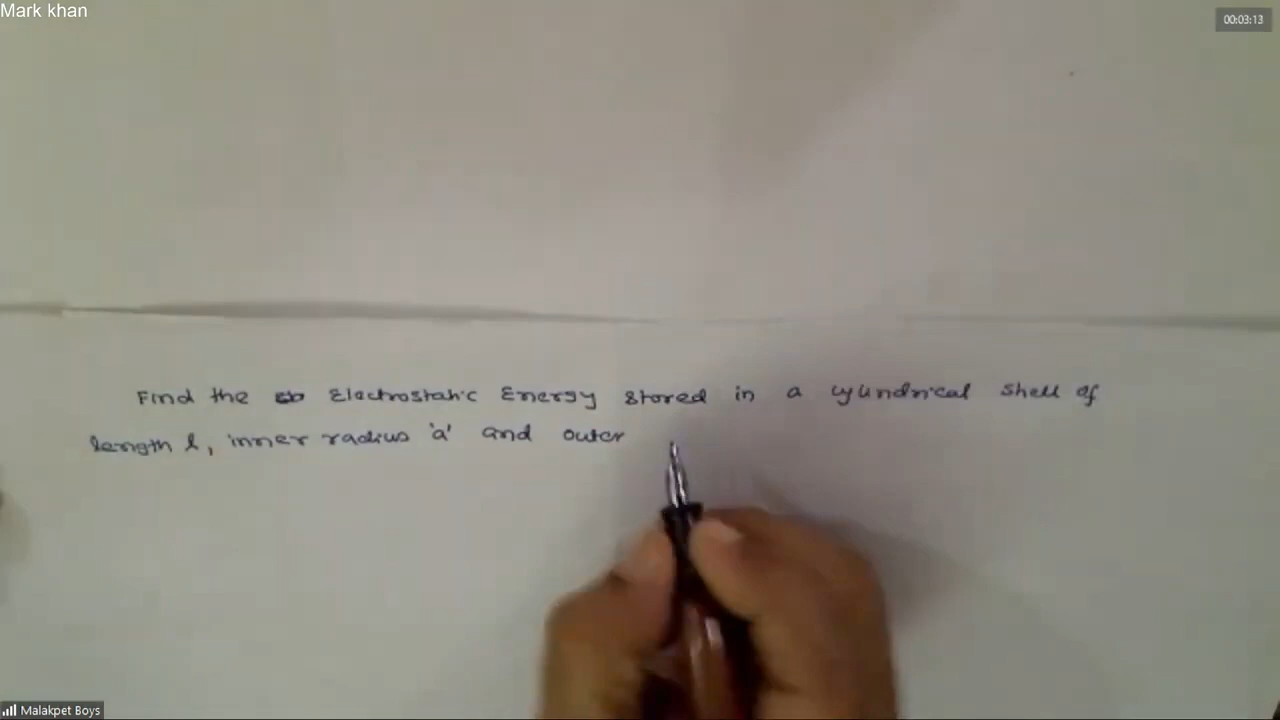 Mark khan
00:03:13
Find the Electrostatic Energy stored in a cylindrical shell of
length l, inner radius 'a' and outer
Malakpet Boys